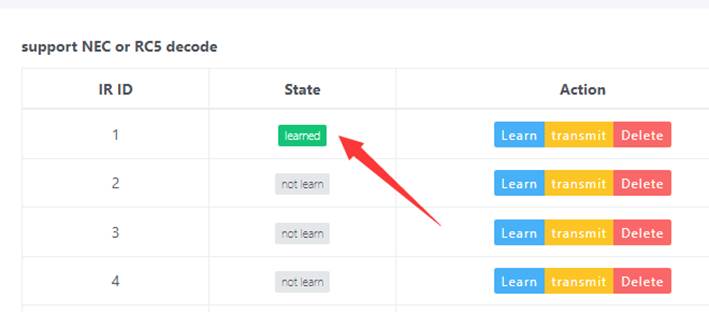 support NEC or RC5 decode
IR ID State Action
1 learned Learn transmit Delete
2 not learn Learn transmit Delete
3 not learn Learn transmit Delete
4 not learn Learn transmit Delete